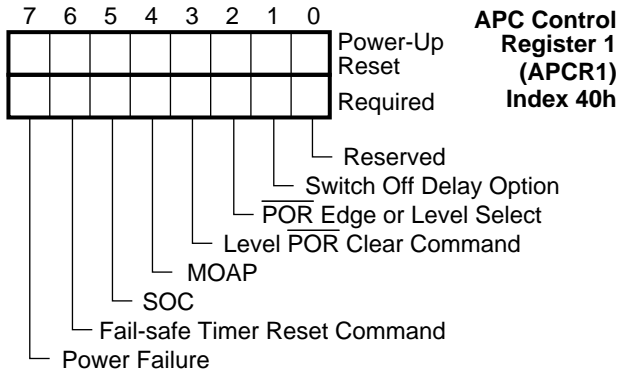 7 6 5 4 3 2 1 0
APC Control
Register 1
(APCR1)
Index 40h
Power-Up
Reset
Required
Reserved
Switch Off Delay Option
POR Edge or Level Select
Level POR Clear Command
MOAP
SOC
Fail-safe Timer Reset Command
Power Failure